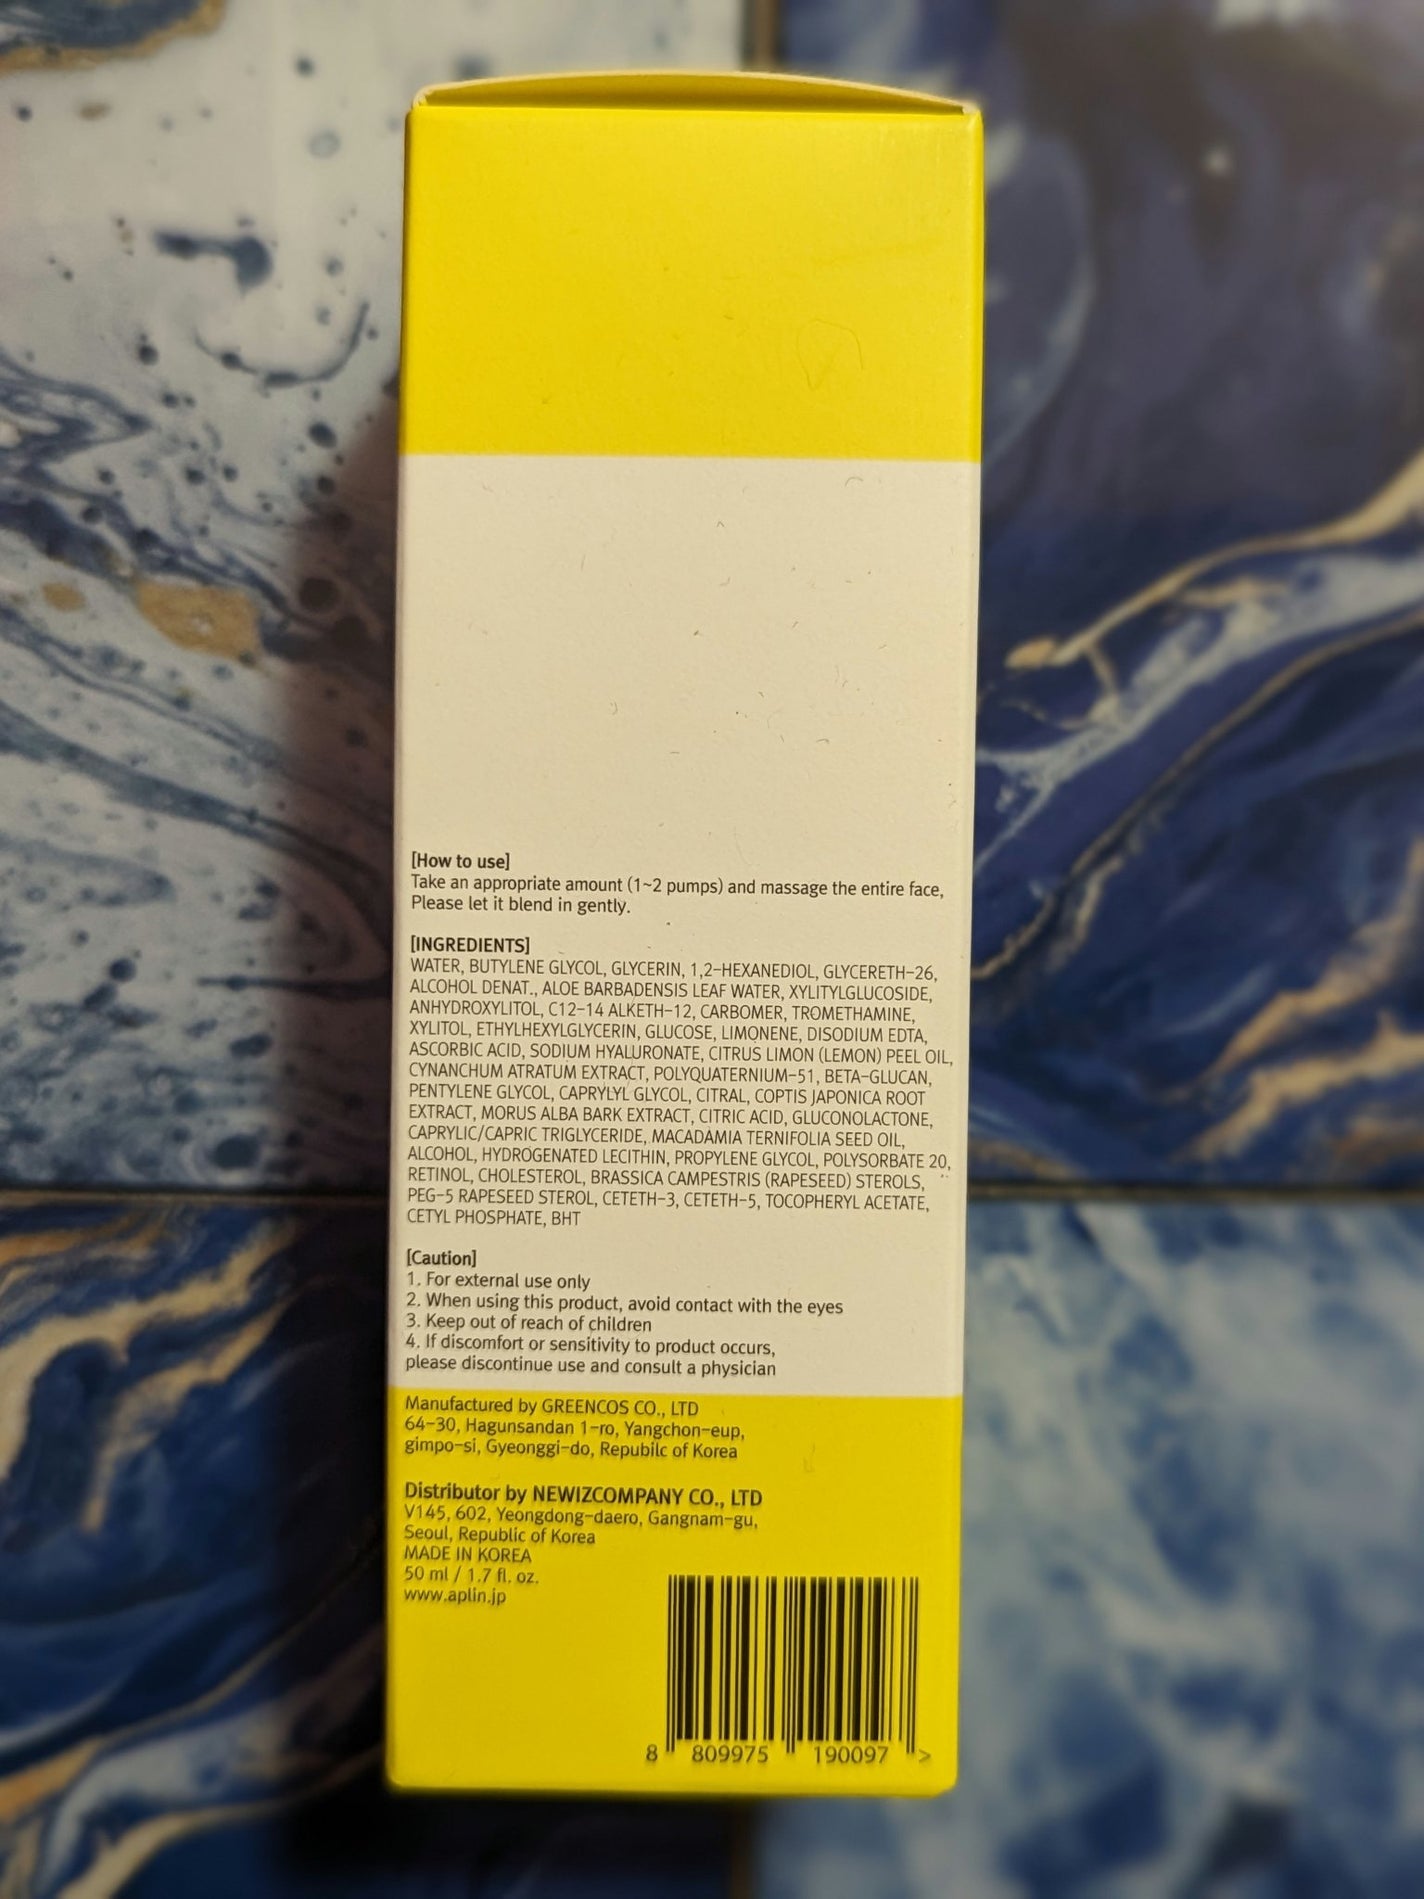 [How to use]
Take an appropriate amount (1~2 pumps) and massage the entire face,
Please let it blend in gently.
[INGREDIENTS]
WATER, BUTYLENE GLYCOL, GLYCERIN, 1,2-HEXANEDIOL, GLYCERETH-26,
ALCOHOL DENAT., ALOE BARBADENSIS LEAF WATER, XYLITYLGLUCOSIDE,
ANHYDROXYLITOL, C12-14 ALKETH-12, CARBOMER, TROMETHAMINE,
XYLITOL, ETHYLHEXYLGLYCERIN, GLUCOSE, LIMONENE, DISODIUM EDTA,
ASCORBIC ACID, SODIUM HYALURONATE, CITRUS LIMON (LEMON) PEEL OIL,
CYNANCHUM ATRATUM EXTRACT, POLYQUATERNIUM-51, BETA-GLUCAN,
PENTYLENE GLYCOL, CAPRYLYL GLYCOL, CITRAL, COPTIS JAPONICA ROOT
EXTRACT, MORUS ALBA BARK EXTRACT, CITRIC ACID, GLUCONOLACTONE,
CAPRYLIC/CAPRIC TRIGLYCERIDE, MACADAMIA TERNIFOLIA SEED OIL,
ALCOHOL, HYDROGENATED LECITHIN, PROPYLENE GLYCOL, POLYSORBATE 20,
RETINOL, CHOLESTEROL, BRASSICA CAMPESTRIS (RAPESEED) STEROLS,
PEG-5 RAPESEED STEROL, CETETH-3, CETETH-5, TOCOPHERYL ACETATE,
CETYL PHOSPHATE, BHT
[Caution]
1. For external use only
2. When using this product, avoid contact with the eyes
3. Keep out of reach of children
4. If discomfort or sensitivity to product occurs,
please discontinue use and consult a physician
Manufactured by GREENCOS CO., LTD
64-30, Hagunsandan 1-ro, Yangchon-eup,
gimpo-si, Gyeonggi-do, Repubilc of Korea
Distributor by NEWIZCOMPANY CO., LTD
V145, 602, Yeongdong-daero, Gangnam-gu,
Seoul, Republic of Korea
MADE IN KOREA
50 ml / 1.7 fl. oz.
www.aplin.jp
8 809975 190097 >